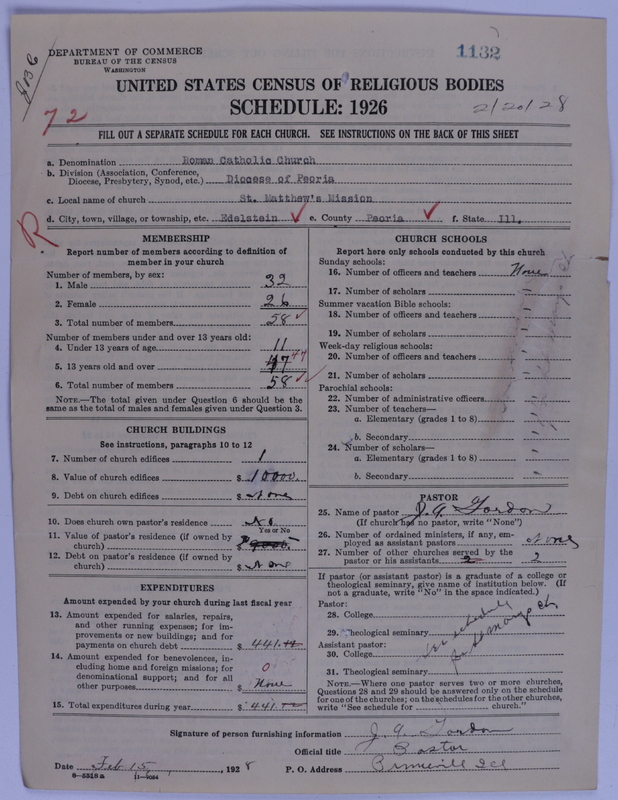 8136
DEPARTMENT OF COMMERCE
BUREAU OF THE CENSUS
WASHINGTON
1132
UNITED STATES CENSUS OF RELIGIOUS BODIES
SCHEDULE: 1926
2/20/28
72
FILL OUT A SEPARATE SCHEDULE FOR EACH CHURCH. SEE INSTRUCTIONS ON THE BACK OF THIS SHEET
a. Denomination Roman Catholic Church
b. Division (Association, Conference, Diocese, Presbytery, Synod, etc.) Diocese of Peoria
c. Local name of church St. Matthew's Mission
d. City, town, village, or township, etc. Edelstein e. County Peoria f. State Ill.
R
MEMBERSHIP
Report number of members according to definition of
member in your church
Number of members, by sex:
1. Male 32
2. Female 26
3. Total number of members 58
Number of members under and over 13 years old:
4. Under 13 years of age 11
5. 13 years old and over 47 47
6. Total number of members 58
NOTE.—The total given under Question 6 should be
same as the total of males and females given under Question 3.
CHURCH BUILDINGS
See instructions, paragraphs 10 to 12
7. Number of church edifices 1
8. Value of church edifices $ 10000.
9. Debt on church edifices $ None
10. Does church own pastor's residence No
Yes or No
11. Value of pastor's residence (if owned by
church) $
12. Debt on pastor's residence (if owned by
church) $ None
EXPENDITURES
Amount expended by your church during last fiscal year
13. Amount expended for salaries, repairs,
and other running expenses; for im-
provements or new buildings; and for
payments on church debt $ 441.
14. Amount expended for benevolences, in-
cluding home and foreign missions; for
denominational support; and for all
other purposes $ None
0
15. Total expenditures during year $ 441.
CHURCH SCHOOLS
Report here only schools conducted by this church
Sunday schools:
16. Number of officers and teachers None
17. Number of scholars "
Summer vacation Bible schools:
18. Number of officers and teachers "
19. Number of scholars "
Week-day religious schools:
20. Number of officers and teachers "
21. Number of scholars "
Parochial schools:
22. Number of administrative officers "
23. Number of teachers—
a. Elementary (grades 1 to 8) "
b. Secondary "
24. Number of scholars—
a. Elementary (grades 1 to 8) "
b. Secondary "
PASTOR
25. Name of pastor J. A. Gordon
(If church has no pastor, write "None")
26. Number of ordained ministers, if any, em-
ployed as assistant pastors None
27. Number of other churches served by the
pastor or his assistants 2 2
If pastor (or assistant pastor) is a graduate of a college or
theological seminary, give name of institution below. (If
not a graduate, write "No" in the space indicated.)
Pastor:
28. College
29. Theological seminary
See schedule
for
Assistant pastor:
30. College
31. Theological seminary
NOTE.—Where one pastor serves two or more churches,
Questions 28 and 29 should be answered only on the schedule
for one of the churches; on the schedules for the other churches,
write "See schedule for church."
Signature of person furnishing information J. A. Gordon
Official title Pastor
Date Feb 15, 1928 P. O. Address Brimfield Ill
8—5318a 11—9084